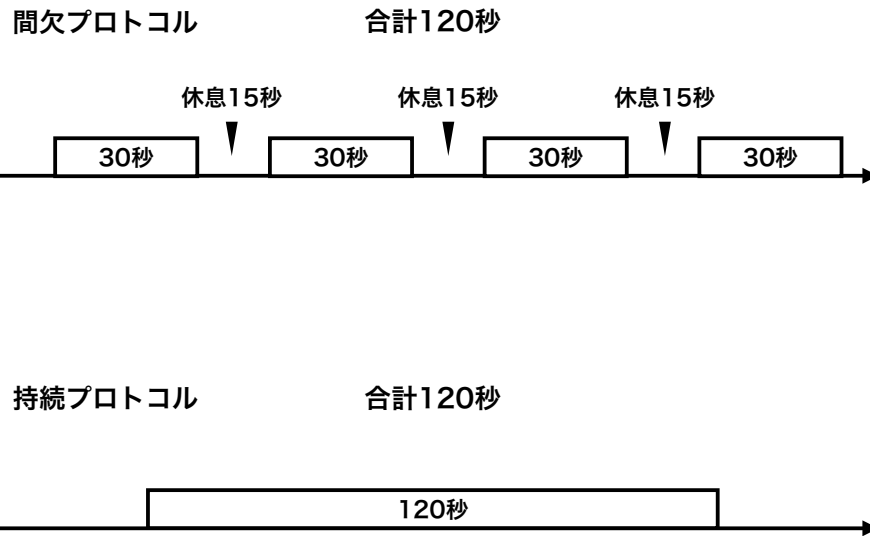 間欠プロトコル 合計120秒
休息15秒 休息15秒 休息15秒
30秒 30秒 30秒 30秒
持続プロトコル 合計120秒
120秒